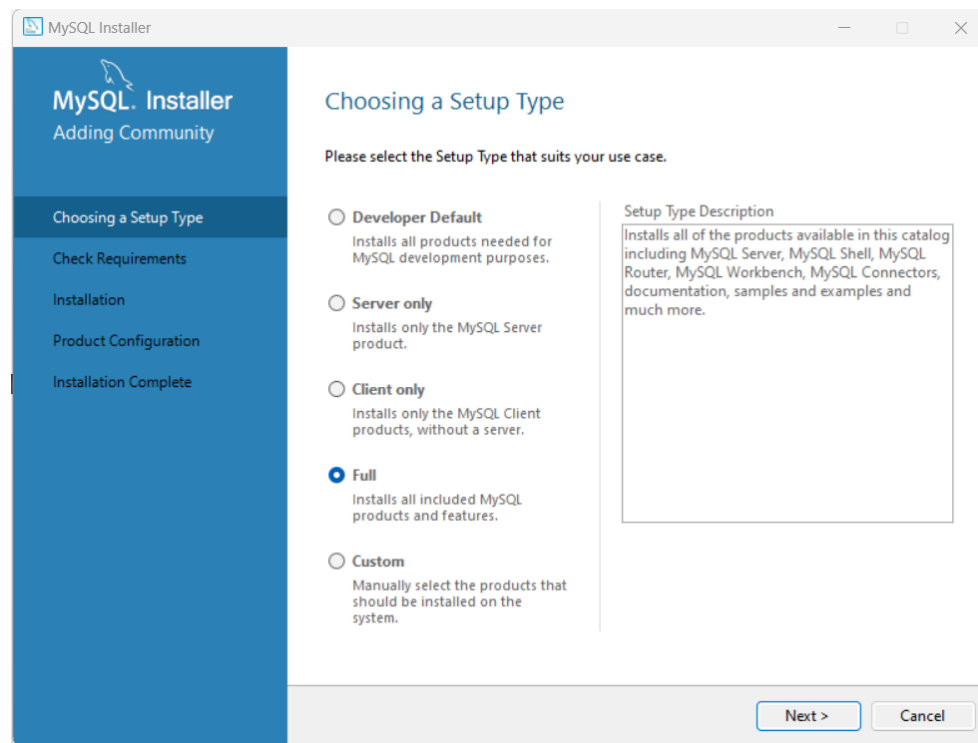 MySQL Installer
MySQL. Installer
Adding Community
Choosing a Setup Type
Check Requirements
Installation
Product Configuration
Installation Complete
Choosing a Setup Type
Please select the Setup Type that suits your use case.
Developer Default
Installs all products needed for
MySQL development purposes.
Server only
Installs only the MySQL Server
product.
Client only
Installs only the MySQL Client
products, without a server.
Full
Installs all included MySQL
products and features.
Custom
Manually select the products that
should be installed on the
system.
Setup Type Description
Installs all of the products available in this catalog
including MySQL Server, MySQL Shell, MySQL
Router, MySQL Workbench, MySQL Connectors,
documentation, samples and examples and
much more.
Next >
Cancel